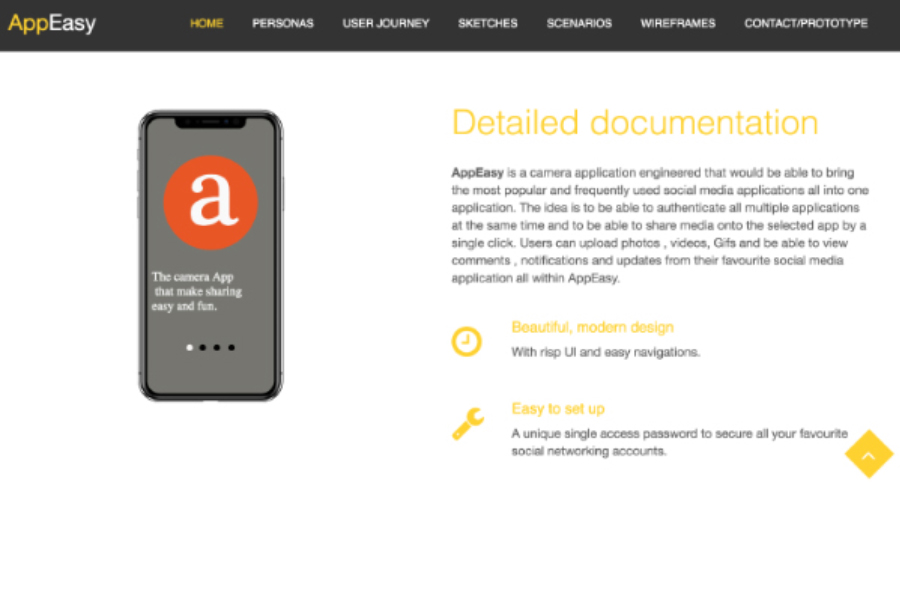 AppEasy
HOME PERSONAS USER JOURNEY SKETCHES SCENARIOS WIREFRAMES CONTACT/PROTOTYPE
a
The camera App
that make sharing
easy and fun.
Detailed documentation
AppEasy is a camera application engineered that would be able to bring
the most popular and frequently used social media applications all into one
application. The idea is to be able to authenticate all multiple applications
at the same time and to be able to share media onto the selected app by a
single click. Users can upload photos , videos, Gifs and be able to view
comments , notifications and updates from their favourite social media
application all within AppEasy.
Beautiful, modern design
With risp UI and easy navigations.
Easy to set up
A unique single access password to secure all your favourite
social networking accounts.